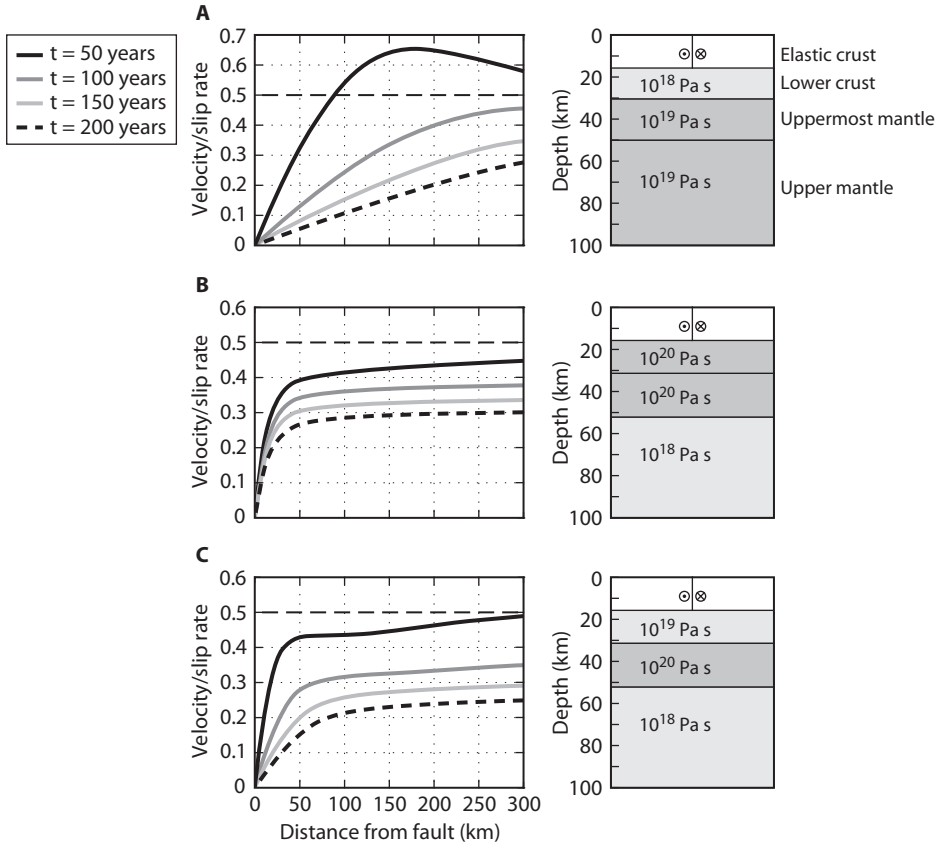 A
t = 50 years
t = 100 years
t = 150 years
t = 200 years
Velocity/slip rate
0.7
0.6
0.5
0.4
0.3
0.2
0.1
0
Depth (km)
0
20
40
60
80
100
10^18 Pa s
10^19 Pa s
10^19 Pa s
Elastic crust
Lower crust
Uppermost mantle
Upper mantle
B
Velocity/slip rate
0.6
0.5
0.4
0.3
0.2
0.1
0
Depth (km)
0
20
40
60
80
100
10^20 Pa s
10^20 Pa s
10^18 Pa s
C
Velocity/slip rate
0.6
0.5
0.4
0.3
0.2
0.1
0
0 50 100 150 200 250 300
Distance from fault (km)
Depth (km)
0
20
40
60
80
100
10^19 Pa s
10^20 Pa s
10^18 Pa s